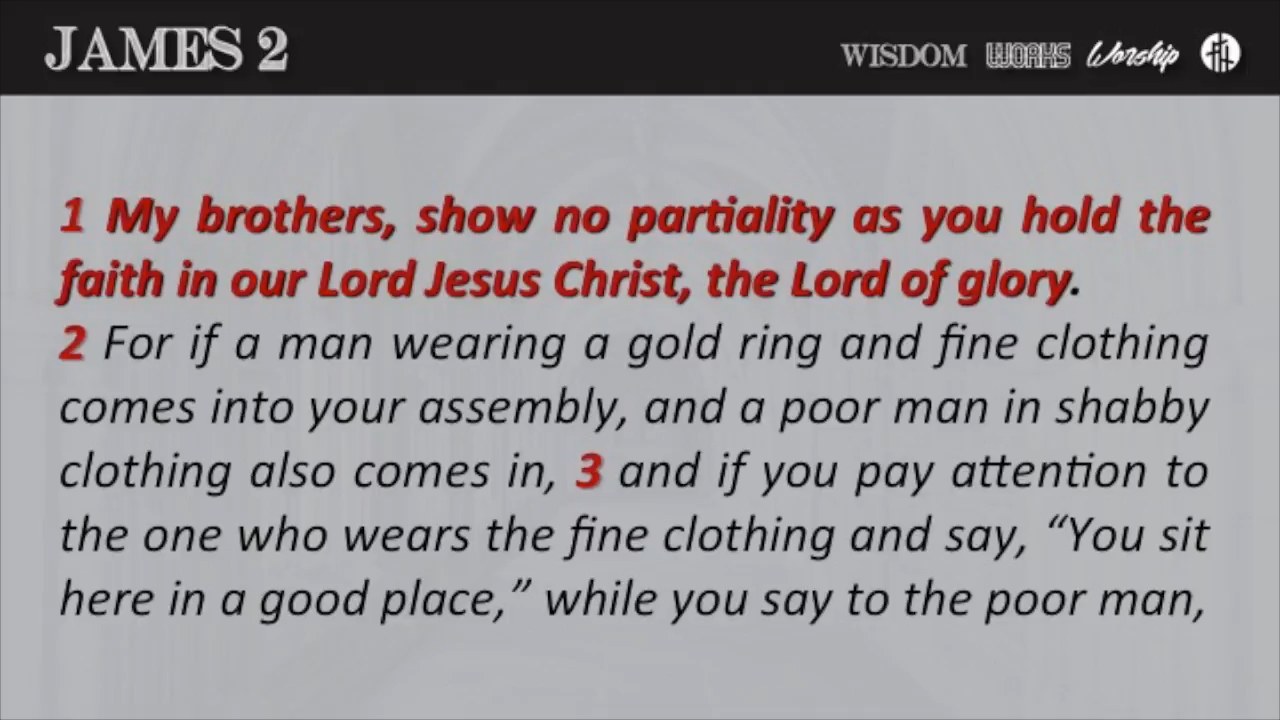 JAMES 2
WISDOM WORKS Worship
1 My brothers, show no partiality as you hold the
faith in our Lord Jesus Christ, the Lord of glory.
2 For if a man wearing a gold ring and fine clothing
comes into your assembly, and a poor man in shabby
clothing also comes in, 3 and if you pay attention to
the one who wears the fine clothing and say, “You sit
here in a good place,” while you say to the poor man,